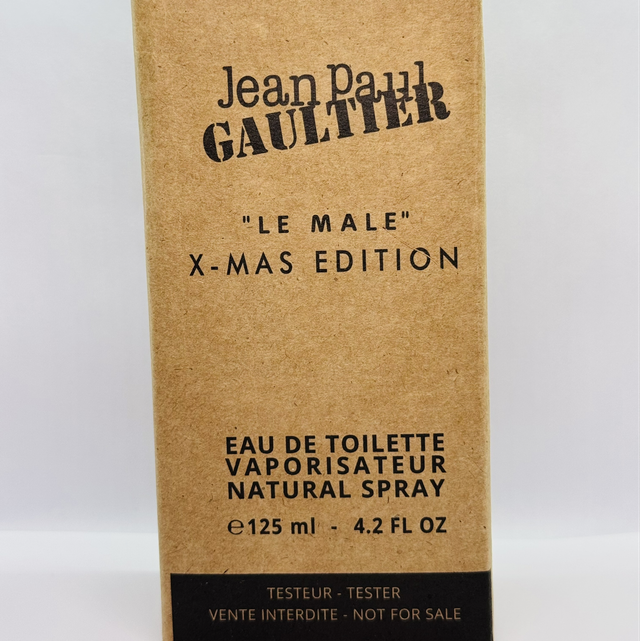 Jean Paul
GAULTIER
"LE MALE"
X-MAS EDITION
EAU DE TOILETTE
VAPORISATEUR
NATURAL SPRAY
℮125 ml - 4.2 FL OZ
TESTEUR - TESTER
VENTE INTERDITE - NOT FOR SALE